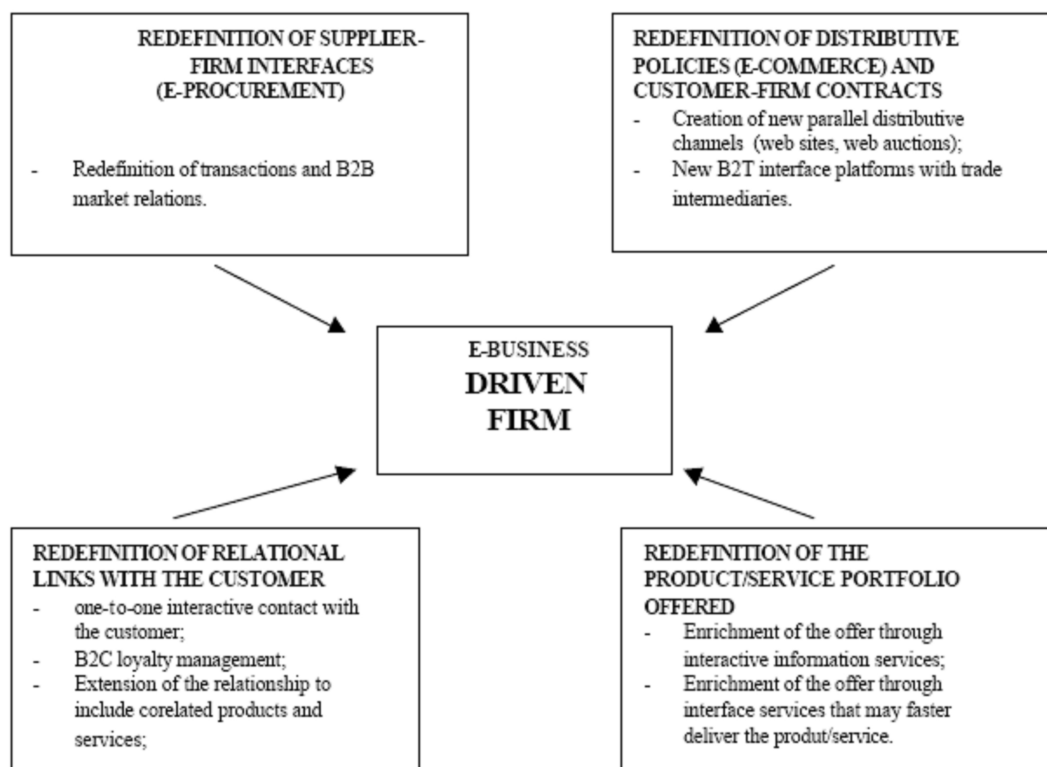 REDEFINITION OF SUPPLIER-
FIRM INTERFACES
(E-PROCUREMENT)
- Redefinition of transactions and B2B
market relations.
REDEFINITION OF DISTRIBUTIVE
POLICIES (E-COMMERCE) AND
CUSTOMER-FIRM CONTRACTS
- Creation of new parallel distributive
channels (web sites, web auctions);
- New B2T interface platforms with trade
intermediaries.
E-BUSINESS
DRIVEN
FIRM
REDEFINITION OF RELATIONAL
LINKS WITH THE CUSTOMER
- one-to-one interactive contact with
the customer;
- B2C loyalty management;
- Extension of the relationship to
include corelated products and
services;
REDEFINITION OF THE
PRODUCT/SERVICE PORTFOLIO
OFFERED
- Enrichment of the offer through
interactive information services;
- Enrichment of the offer through
interface services that may faster
deliver the produt/service.